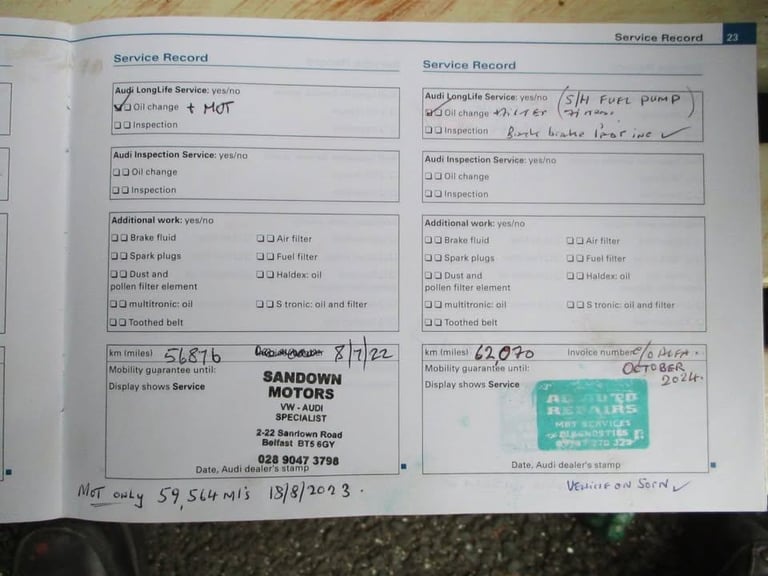 Service Record 23
Service Record
Audi LongLife Service: yes/no
Oil change + MOT
Inspection
Audi Inspection Service: yes/no
Oil change
Inspection
Additional work: yes/no
Brake fluid Air filter
Spark plugs Fuel filter
Dust and Haldex: oil
pollen filter element
multitronic: oil S tronic: oil and filter
Toothed belt
km (miles) 56876 8/7/22
Mobility guarantee until:
Display shows Service
SANDOWN
MOTORS
VW - AUDI
SPECIALIST
2-22 Sandown Road
Belfast BT5 6GY
028 9047 3798
Date, Audi dealer's stamp
MOT only 59,564 MI's 18/8/2023.
Service Record
Audi LongLife Service: yes/no (S/H FUEL PUMP
Oil change + FILTER
Inspection brake ✓
Audi Inspection Service: yes/no
Oil change
Inspection
Additional work: yes/no
Brake fluid Air filter
Spark plugs Fuel filter
Dust and Haldex: oil
pollen filter element
multitronic: oil S tronic: oil and filter
Toothed belt
km (miles) 62,070 Invoice number:
Mobility guarantee until: OCTOBER
Display shows Service 2024.
AUTO
REPAIRS
MOT SERVICES
DIAGNOSTICS
Date, Audi dealer's stamp
VEHICLE ON SORN ✓